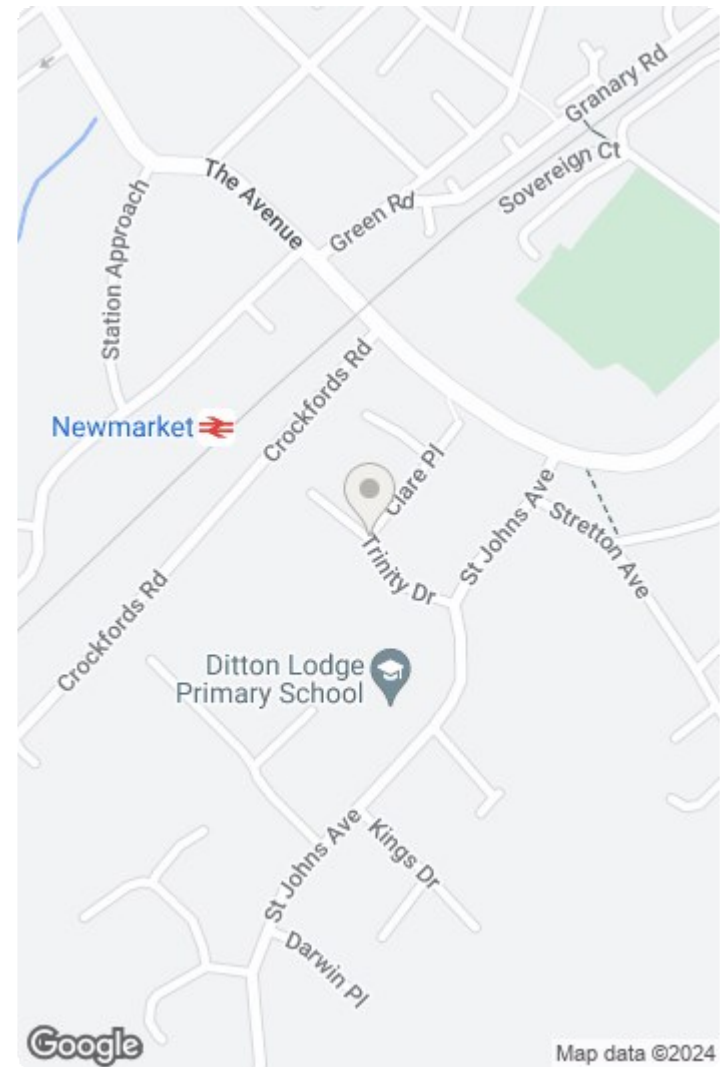 Granary Rd
Sovereign Ct
The Avenue
Green Rd
Station Approach
Crockfords Rd
Newmarket
Clare Pl
St Johns Ave
Stretton Ave
Trinity Dr
Crockfords Rd
Ditton Lodge
Primary School
St Johns Ave
Kings Dr
Darwin Pl
Google
Map data ©2024